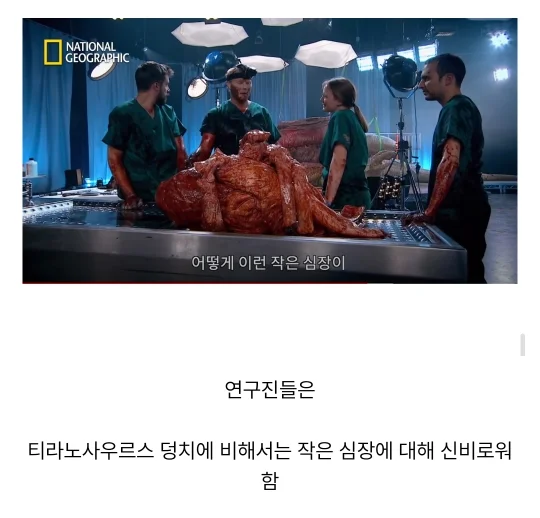 NATIONAL
GEOGRAPHIC
어떻게 이런 작은 심장이
연구진들은
티라노사우르스 덩치에 비해서는 작은 심장에 대해 신비로워
함